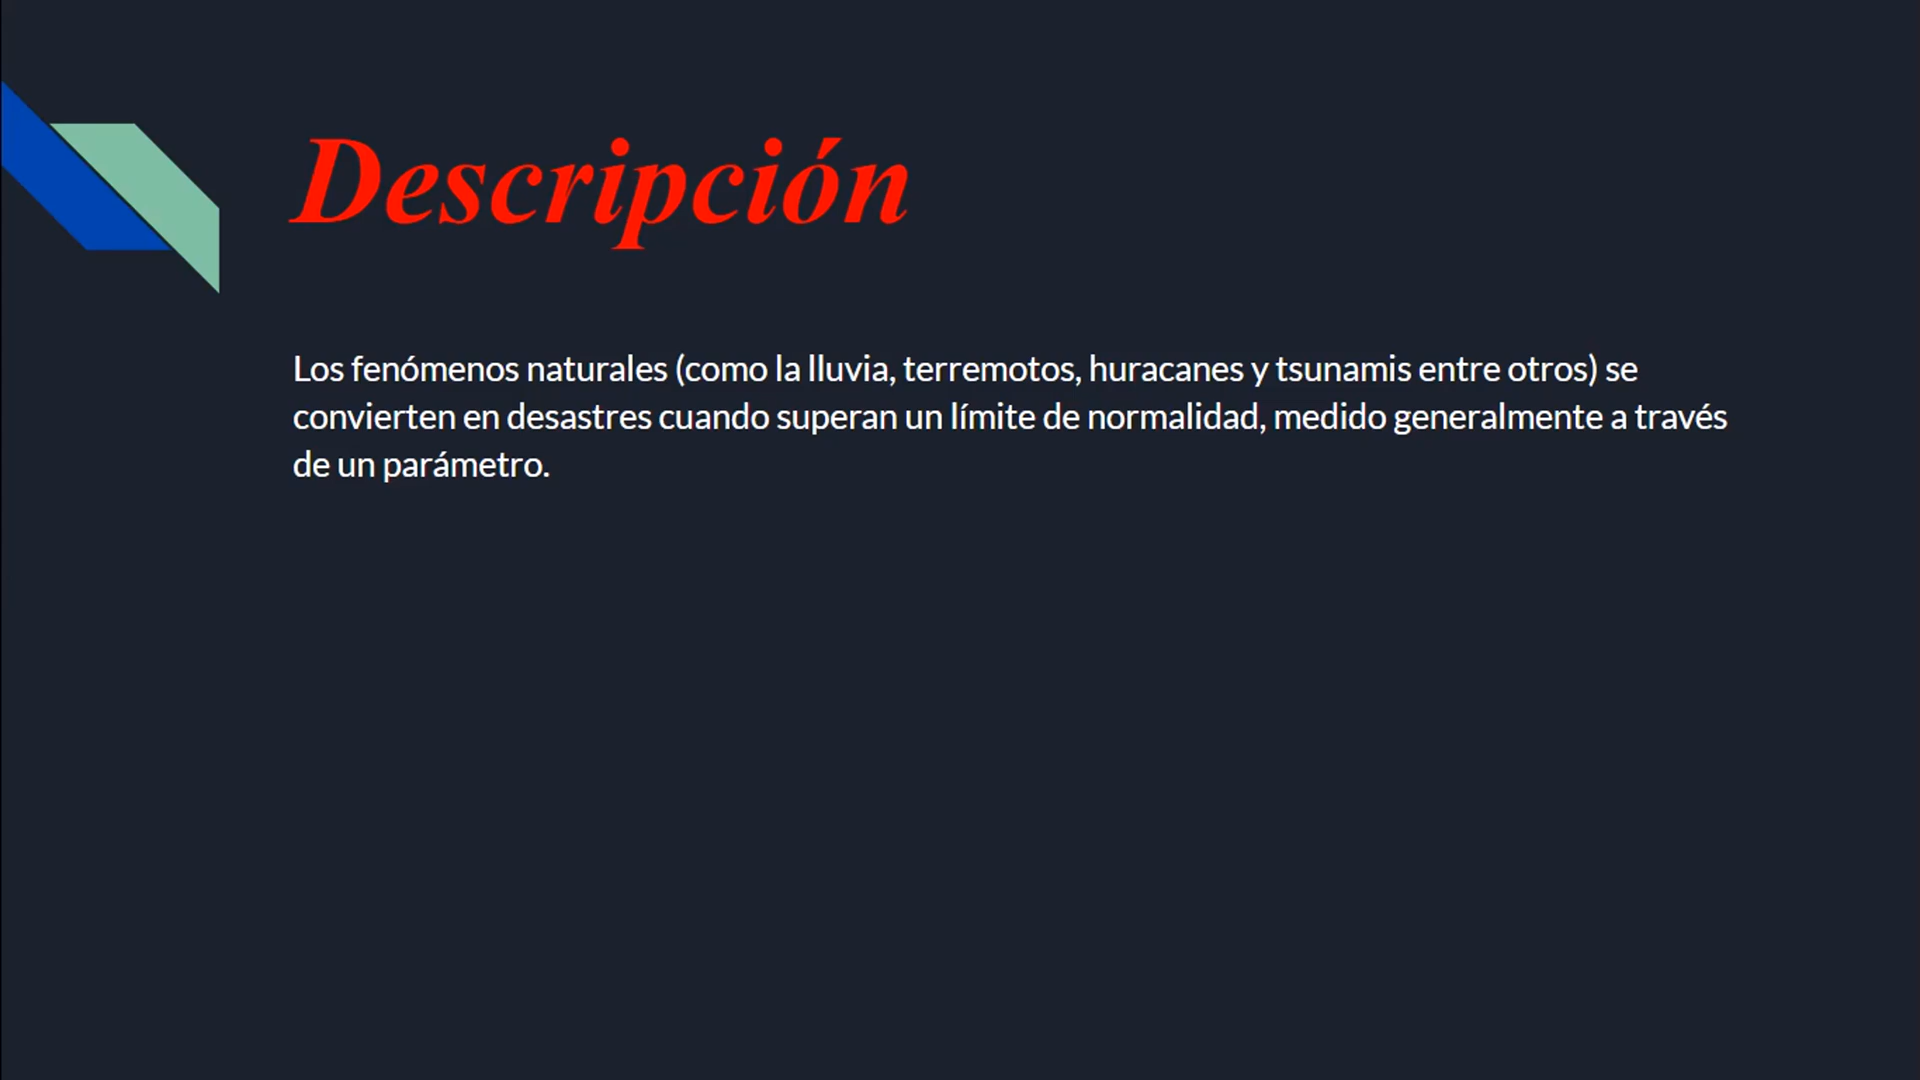 Descripción
Los fenómenos naturales (como la lluvia, terremotos, huracanes y tsunamis entre otros) se
convierten en desastres cuando superan un límite de normalidad, medido generalmente a través
de un parámetro.